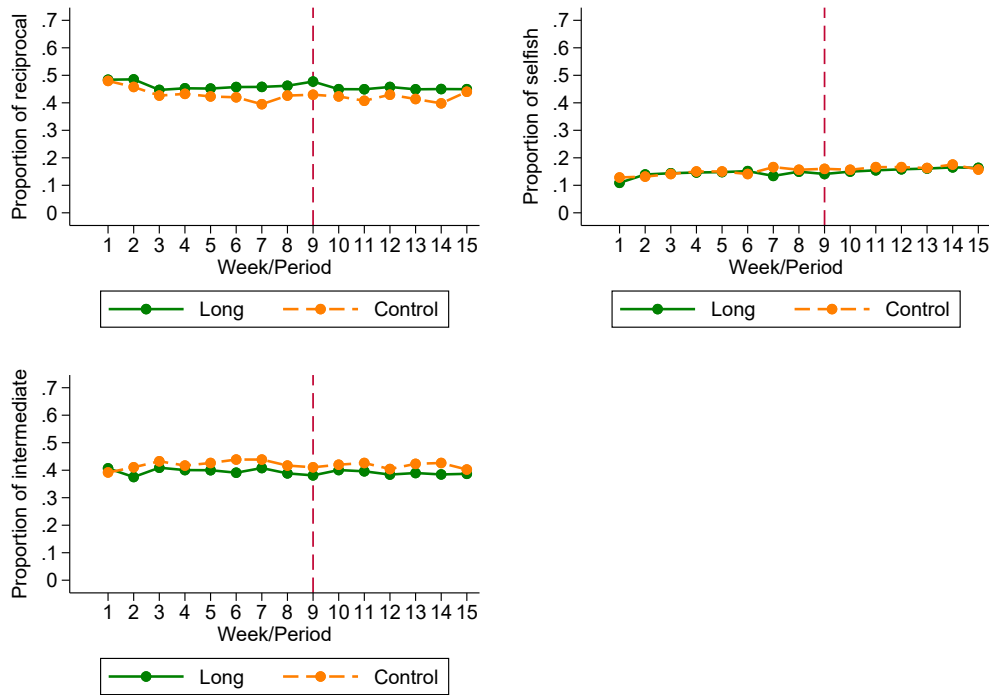 Proportion of reciprocal
.7
.6
.5
.4
.3
.2
.1
0
1 2 3 4 5 6 7 8 9 10 11 12 13 14 15
Week/Period
Long Control
Proportion of selfish
.7
.6
.5
.4
.3
.2
.1
0
1 2 3 4 5 6 7 8 9 10 11 12 13 14 15
Week/Period
Long Control
Proportion of intermediate
.7
.6
.5
.4
.3
.2
.1
0
1 2 3 4 5 6 7 8 9 10 11 12 13 14 15
Week/Period
Long Control